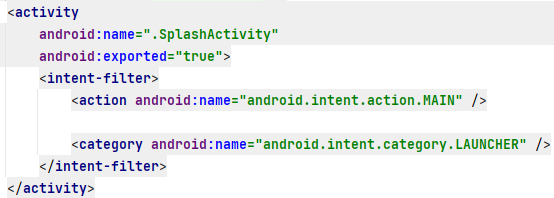 <activity
android:name=".SplashActivity"
android:exported="true">
<intent-filter>
<action android:name="android.intent.action.MAIN" />
<category android:name="android.intent.category.LAUNCHER" />
</intent-filter>
</activity>